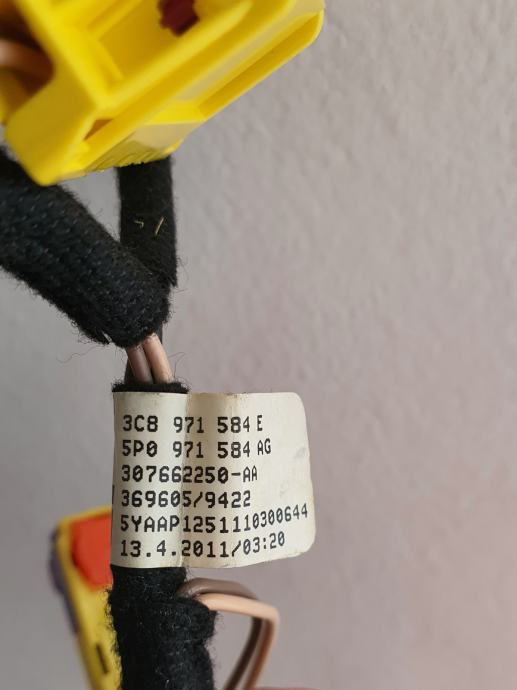 3C8 971 584 E
5P0 971 584 AG
307662250-AA
369605/9422
5YAAP1251110300644
13.4.2011/03:20